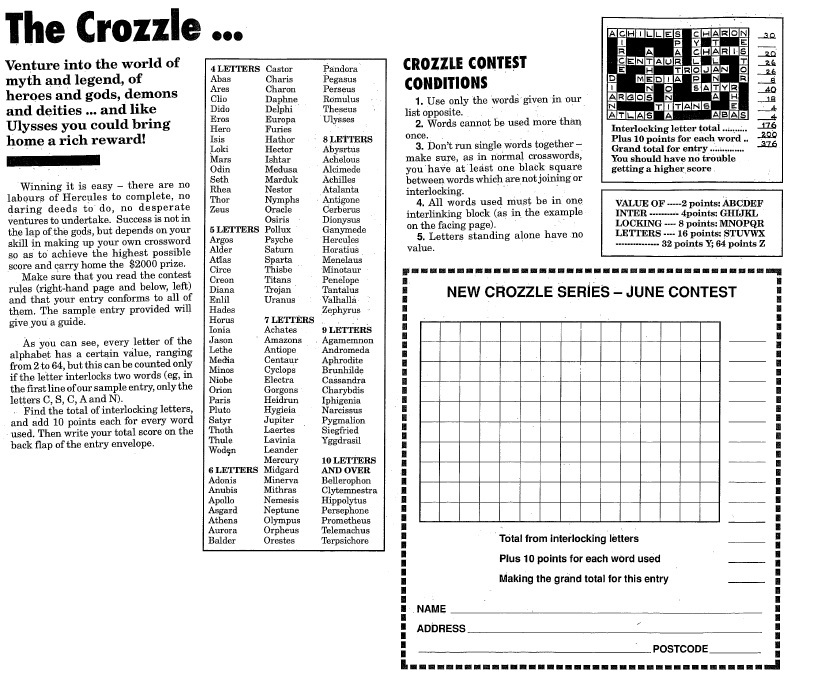 The Crozzle ...
Venture into the world of
myth and legend, of
heroes and gods, demons
and deities ... and like
Ulysses you could bring
home a rich reward!
Winning it is easy – there are no
labours of Hercules to complete, no
daring deeds to do, no desperate
ventures to undertake. Success is not in
the lap of the gods, but depends on your
skill in making up your own crossword
so as to achieve the highest possible
score and carry home the $2000 prize.
Make sure that you read the contest
rules (right-hand page and below, left)
and that your entry conforms to all of
them. The sample entry provided will
give you a guide.
As you can see, every letter of the
alphabet has a certain value, ranging
from 2 to 64, but this can be counted only
if the letter interlocks two words (eg, in
the first line of our sample entry, only the
letters C, S, C, A and N).
Find the total of interlocking letters,
and add 10 points each for every word
used. Then write your total score on the
back flap of the entry envelope.
4 LETTERS
Abas
Ares
Clio
Dido
Eros
Hero
Isis
Loki
Mars
Odin
Seth
Rhea
Thor
Zeus
5 LETTERS
Argos
Alder
Atlas
Circe
Creon
Diana
Enlil
Hades
Horus
Ionia
Jason
Lethe
Media
Minos
Niobe
Orion
Paris
Pluto
Satyr
Thoth
Thule
Woden
6 LETTERS
Adonis
Anubis
Apollo
Asgard
Athens
Aurora
Balder
Castor
Charis
Charon
Daphne
Delphi
Europa
Furies
Hathor
Hector
Ishtar
Medusa
Marduk
Nestor
Nymphs
Oracle
Osiris
Pollux
Psyche
Saturn
Sparta
Thisbe
Titans
Trojan
Uranus
7 LETTERS
Achates
Amazons
Antiope
Centaur
Cyclops
Electra
Gorgons
Heidrun
Hygieia
Jupiter
Laertes
Lavinia
Leander
Mercury
Midgard
Minerva
Mithras
Nemesis
Neptune
Olympus
Orpheus
Orestes
Pandora
Pegasus
Perseus
Romulus
Theseus
Ulysses
8 LETTERS
Abysrtus
Achelous
Alcimede
Achilles
Atalanta
Antigone
Cerberus
Dionysus
Ganymede
Hercules
Horatius
Menelaus
Minotaur
Penelope
Tantalus
Valhalla
Zephyrus
9 LETTERS
Agamemnon
Andromeda
Aphrodite
Brunhilde
Cassandra
Charybdis
Iphigenia
Narcissus
Pygmalion
Siegfried
Yggdrasil
10 LETTERS
AND OVER
Bellerophon
Clytemnestra
Hippolytus
Persephone
Prometheus
Telemachus
Terpsichore
CROZZLE CONTEST
CONDITIONS
1. Use only the words given in our
list opposite.
2. Words cannot be used more than
once.
3. Don't run single words together –
make sure, as in normal crosswords,
you have at least one black square
between words which are not joining or
interlocking.
4. All words used must be in one
interlinking block (as in the example
on the facing page).
5. Letters standing alone have no
value.
ACHILLES CHARON
CHARIS
CENTAUR
TROJAN
MEDIA
SATYR
ARGOS
TITANS
ATLAS ABAS
30
20
26
26
8
40
18
4
4
Interlocking letter total .......... 176
Plus 10 points for each word .. 200
Grand total for entry .............. 376
You should have no trouble
getting a higher score
VALUE OF -----2 points: ABCDEF
INTER ---------- 4points: GHIJKL
LOCKING ---- 8 points: MNOPQR
LETTERS ---- 16 points: STUVWX
--------------- 32 points Y; 64 points Z
NEW CROZZLE SERIES – JUNE CONTEST
Total from interlocking letters
Plus 10 points for each word used
Making the grand total for this entry
NAME
ADDRESS
POSTCODE